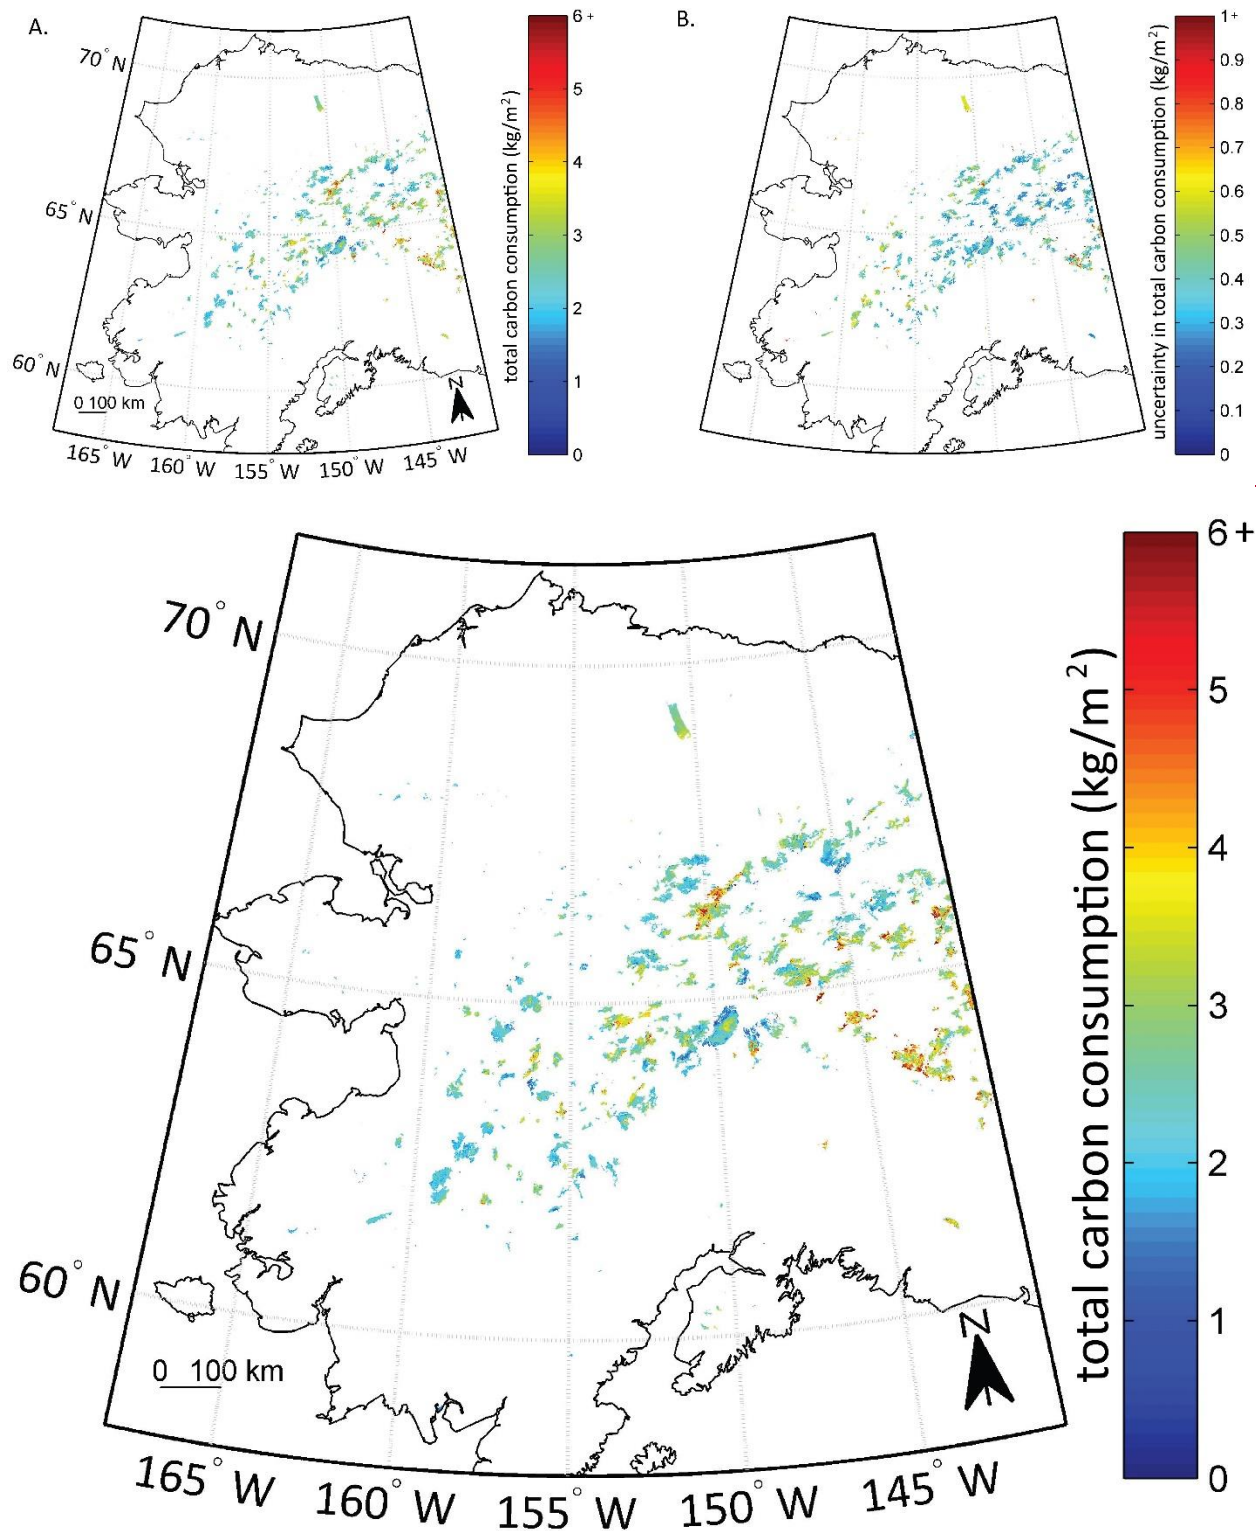 A.
70° N
65° N
60° N
0 100 km
165° W
160° W
155° W
150° W
145° W
N
total carbon consumption (kg/m²)
6+
5
4
3
2
1
0
B.
uncertainty in total carbon consumption (kg/m²)
1+
0.9
0.8
0.7
0.6
0.5
0.4
0.3
0.2
0.1
0
70° N
65° N
60° N
0 100 km
165° W
160° W
155° W
150° W
145° W
N
total carbon consumption (kg/m²)
6+
5
4
3
2
1
0